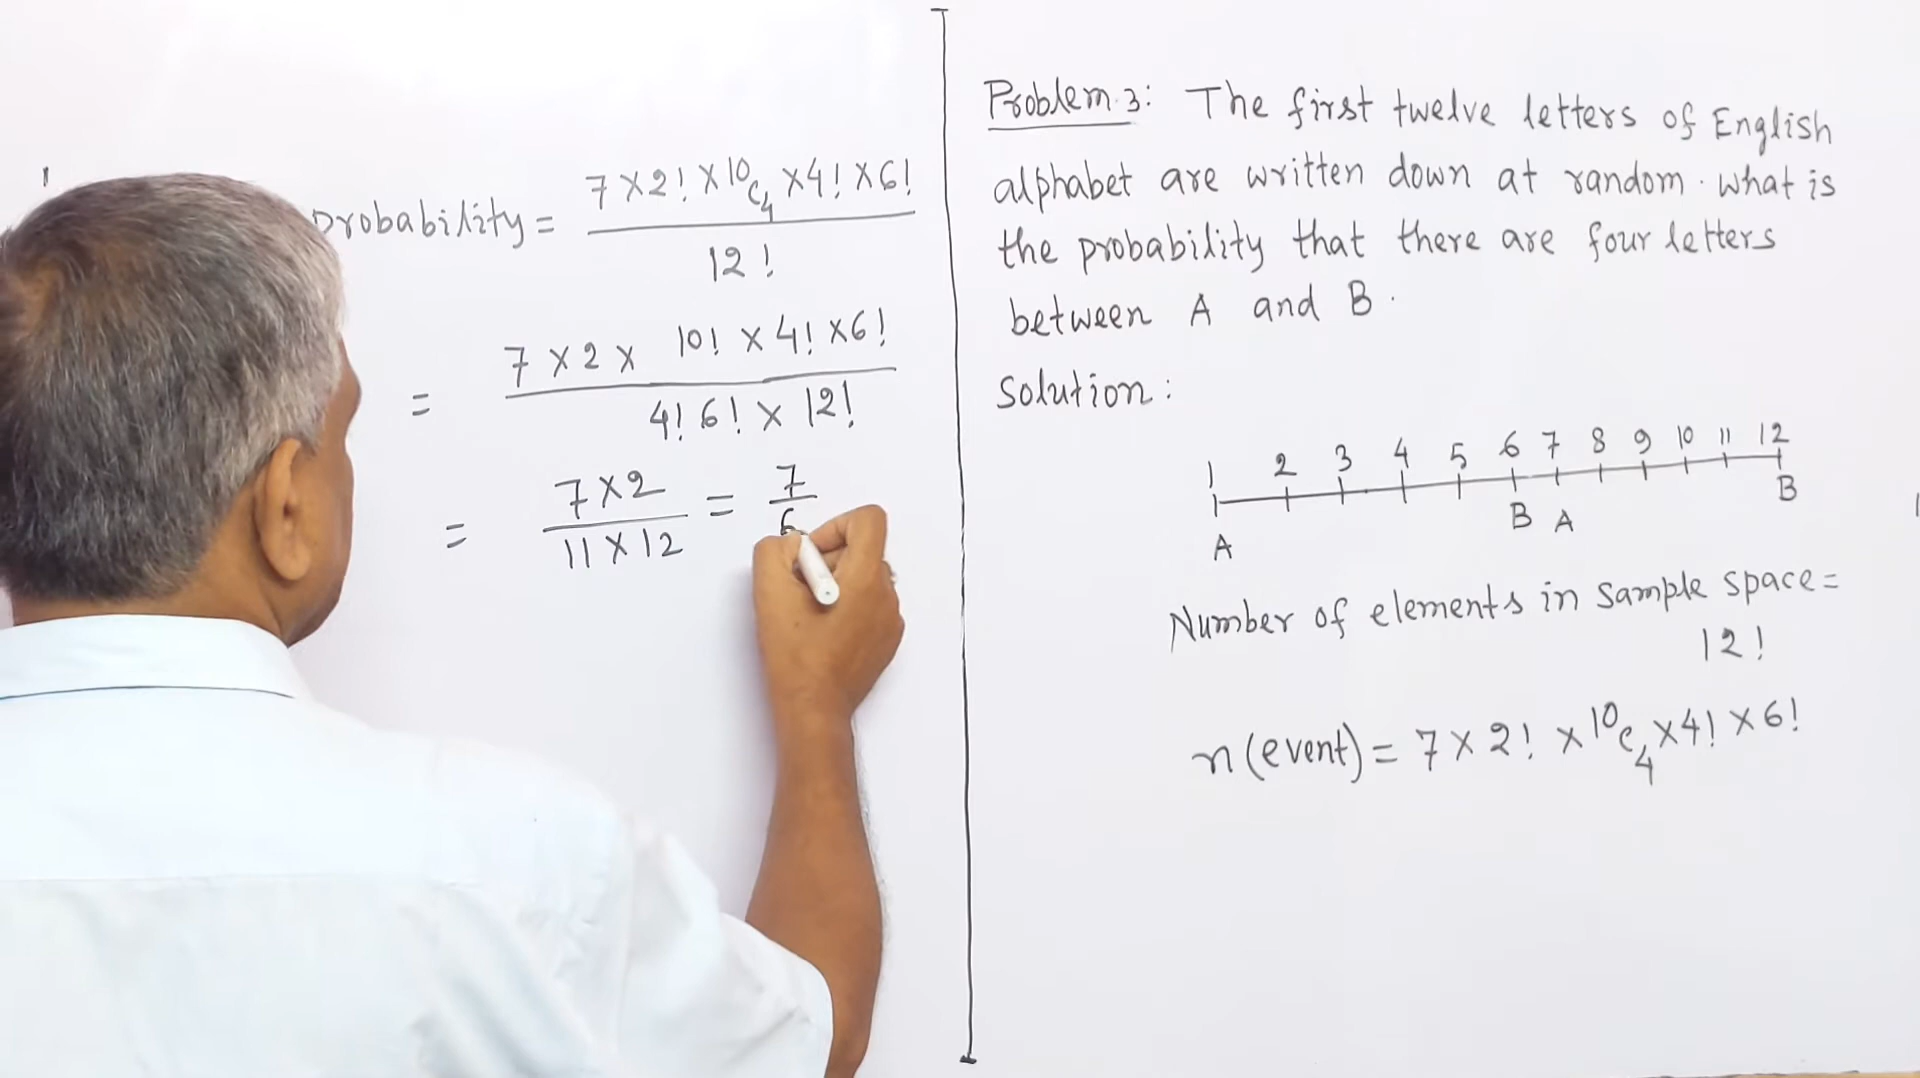 probability = 7 × 2! × 10C4 × 4! × 6! / 12!
= 7 × 2 × 10! × 4! × 6! / 4! 6! × 12!
= 7 × 2 / 11 × 12 = 7 / 6
Problem.3: The first twelve letters of English
alphabet are written down at random. what is
the probability that there are four letters
between A and B.
Solution:
1 2 3 4 5 6 7 8 9 10 11 12
A B A B
Number of elements in sample space =
12!
n(event) = 7 × 2! × 10C4 × 4! × 6!